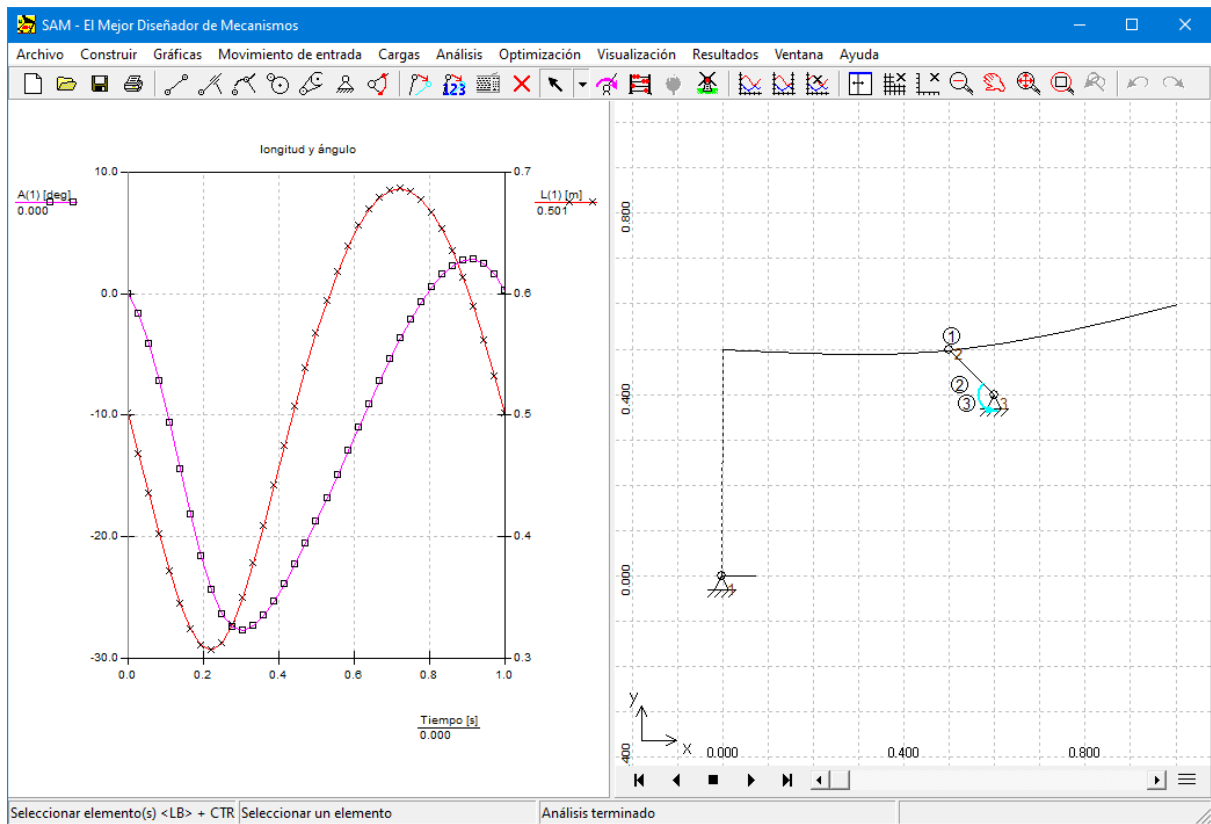 SAM - El Mejor Diseñador de Mecanismos
Archivo Construir Gráficas Movimiento de entrada Cargas Análisis Optimización Visualización Resultados Ventana Ayuda
123
longitud y ángulo
A(1) [deg]
0.000
L(1) [m]
0.501
10.0
0.0
-10.0
-20.0
-30.0
0.7
0.6
0.5
0.4
0.3
0.0 0.2 0.4 0.6 0.8 1.0
Tiempo [s]
0.000
0.800
0.400
0.000
.400
1
2
2
3
3
1
y
x
0.000 0.400 0.800
Seleccionar elemento(s) <LB> + CTR
Seleccionar un elemento
Análisis terminado